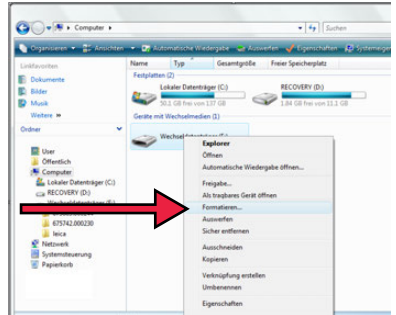 Computer
Suchen
Organisieren Ansichten Automatische Wiedergabe Auswerfen Eigenschaften Systemeigen
Linkfavoriten
Dokumente
Bilder
Musik
Weitere
Ordner
User
Öffentlich
Computer
Lokaler Datenträger (C:)
RECOVERY (D:)
675742.000230
leica
Netzwerk
Systemsteuerung
Papierkorb
Name Typ Gesamtgröße Freier Speicherplatz
Festplatten (2)
Lokaler Datenträger (C:)
50.1 GB frei von 137 GB
RECOVERY (D:)
1.84 GB frei von 11.1 GB
Geräte mit Wechselmedien (1)
Explorer
Öffnen
Automatische Wiedergabe öffnen...
Freigabe...
Als tragbares Gerät öffnen
Formatieren...
Auswerfen
Sicher entfernen
Ausschneiden
Kopieren
Verknüpfung erstellen
Umbenennen
Eigenschaften